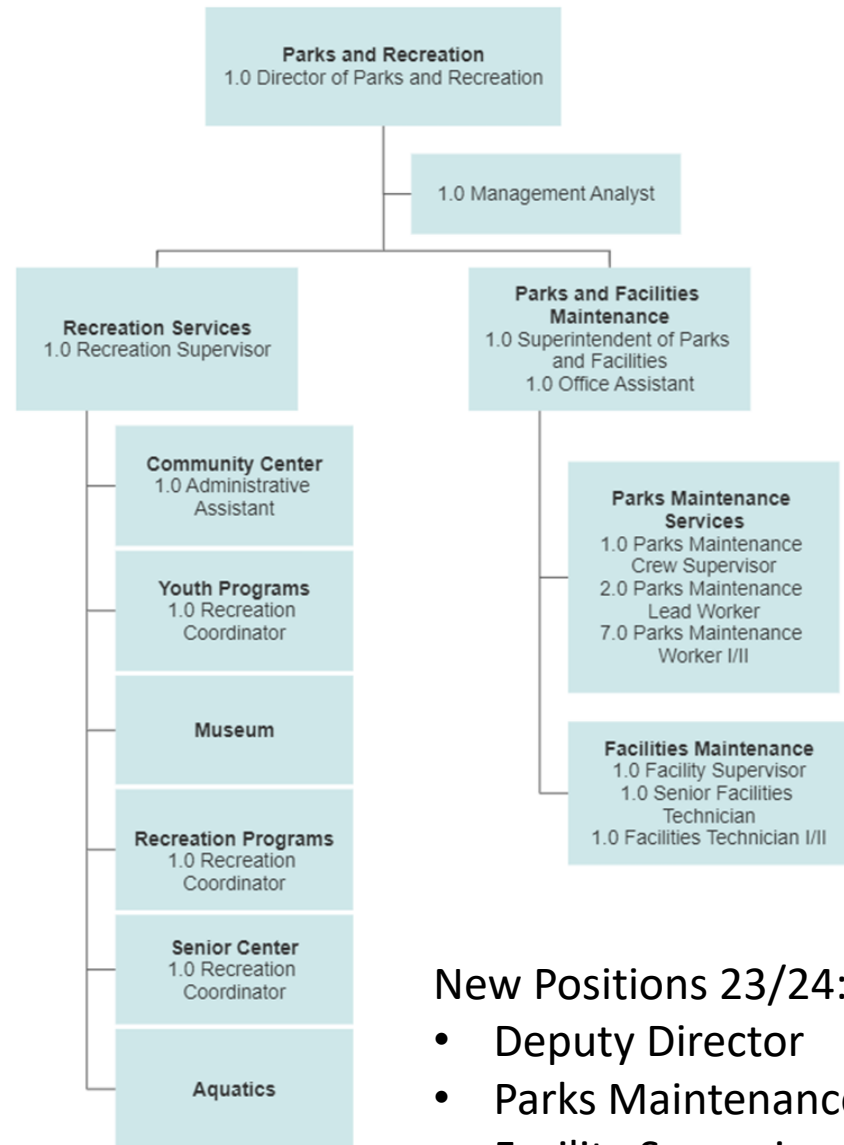 Parks and Recreation
1.0 Director of Parks and Recreation
1.0 Management Analyst
Recreation Services
1.0 Recreation Supervisor
Community Center
1.0 Administrative
Assistant
Youth Programs
1.0 Recreation
Coordinator
Museum
Recreation Programs
1.0 Recreation
Coordinator
Senior Center
1.0 Recreation
Coordinator
Aquatics
Parks and Facilities
Maintenance
1.0 Superintendent of Parks
and Facilities
1.0 Office Assistant
Parks Maintenance
Services
1.0 Parks Maintenance
Crew Supervisor
2.0 Parks Maintenance
Lead Worker
7.0 Parks Maintenance
Worker I/II
Facilities Maintenance
1.0 Facility Supervisor
1.0 Senior Facilities
Technician
1.0 Facilities Technician I/II
New Positions 23/24:
• Deputy Director
• Parks Maintenance